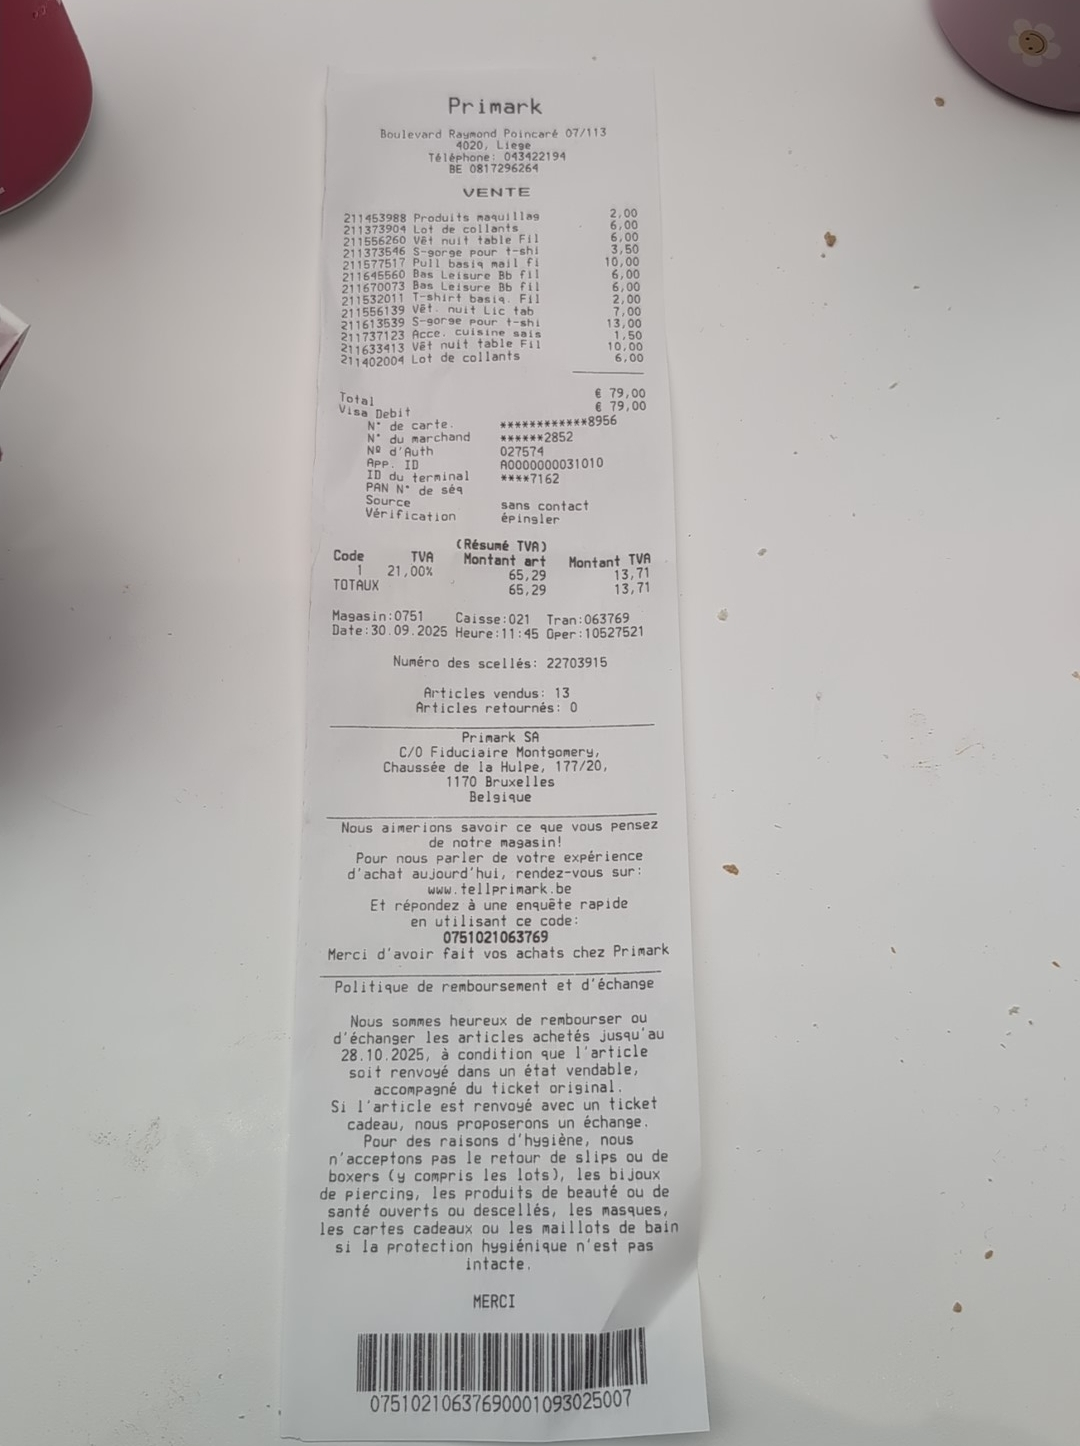 Primark
Boulevard Raymond Poincaré 07/113
4020, Liege
Téléphone: 043422194
BE 0817296264
VENTE
211453988 Produits maquillag 2,00
211373904 Lot de collants 6,00
211556260 Vêt nuit table Fil 6,00
211373546 S-gorge pour t-shi 3,50
211577517 Pull basiq mail fi 10,00
211645560 Bas Leisure Bb fil 6,00
211670073 Bas Leisure Bb fil 6,00
211532011 T-shirt basiq. Fil 2,00
211556139 Vêt. nuit Lic tab 7,00
211613539 S-gorge pour t-shi 13,00
211737123 Acce. cuisine sais 1,50
211633413 Vêt nuit table Fil 10,00
211402004 Lot de collants 6,00
Total € 79,00
Visa Debit € 79,00
N° de carte. ************8956
N° du marchand ******2852
Nº d'Auth 027574
App. ID A0000000031010
ID du terminal ****7162
PAN N° de séq
Source sans contact
Vérification épingler
(Résumé TVA)
Code TVA Montant art Montant TVA
1 21,00% 65,29 13,71
TOTAUX 65,29 13,71
Magasin:0751 Caisse:021 Tran:063769
Date:30.09.2025 Heure:11:45 Oper:10527521
Numéro des scellés: 22703915
Articles vendus: 13
Articles retournés: 0
Primark SA
C/O Fiduciaire Montgomery,
Chaussée de la Hulpe, 177/20,
1170 Bruxelles
Belgique
Nous aimerions savoir ce que vous pensez
de notre magasin!
Pour nous parler de votre expérience
d'achat aujourd'hui, rendez-vous sur:
www.tellprimark.be
Et répondez à une enquête rapide
en utilisant ce code:
0751021063769
Merci d'avoir fait vos achats chez Primark
Politique de remboursement et d'échange
Nous sommes heureux de rembourser ou
d'échanger les articles achetés jusqu'au
28.10.2025, à condition que l'article
soit renvoyé dans un état vendable,
accompagné du ticket original.
Si l'article est renvoyé avec un ticket
cadeau, nous proposerons un échange.
Pour des raisons d'hygiène, nous
n'acceptons pas le retour de slips ou de
boxers (y compris les lots), les bijoux
de piercing, les produits de beauté ou de
santé ouverts ou descellés, les masques,
les cartes cadeaux ou les maillots de bain
si la protection hygiénique n'est pas
intacte.
MERCI
07510210637690001093025007